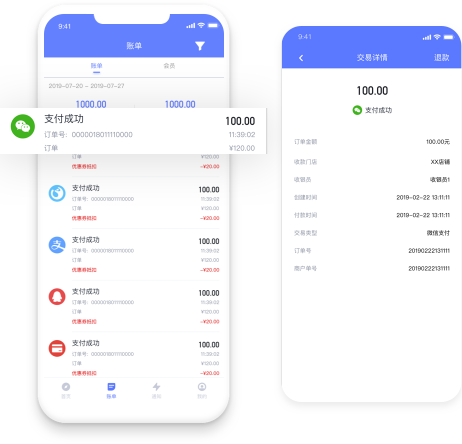 9:41
账单
账单
会员
2019-07-20 ~ 2019-07-27
1000.00
1000.00
支付成功
100.00
订单号: 0000018011110000
11:39:02
订单
¥120.00
¥120.00
优惠券抵扣
-¥20.00
支付成功
100.00
订单号: 0000018011110000
11:39:02
订单
¥120.00
优惠券抵扣
-¥20.00
支付成功
100.00
订单号: 0000018011110000
11:39:02
订单
¥120.00
优惠券抵扣
-¥20.00
支付成功
100.00
订单号: 0000018011110000
11:39:02
订单
¥120.00
优惠券抵扣
-¥20.00
支付成功
100.00
订单号: 0000018011110000
11:39:02
订单
¥120.00
优惠券抵扣
-¥20.00
首页
账单
我的
9:41
交易详情
退款
100.00
支付成功
订单金额
100.00元
收款门店
XX店铺
收银员
收银员1
创建时间
2019-02-22 13:11:11
付款时间
2019-02-22 13:11:11
交易类型
微信支付
订单号
20190222131111
商户单号
20190222131111